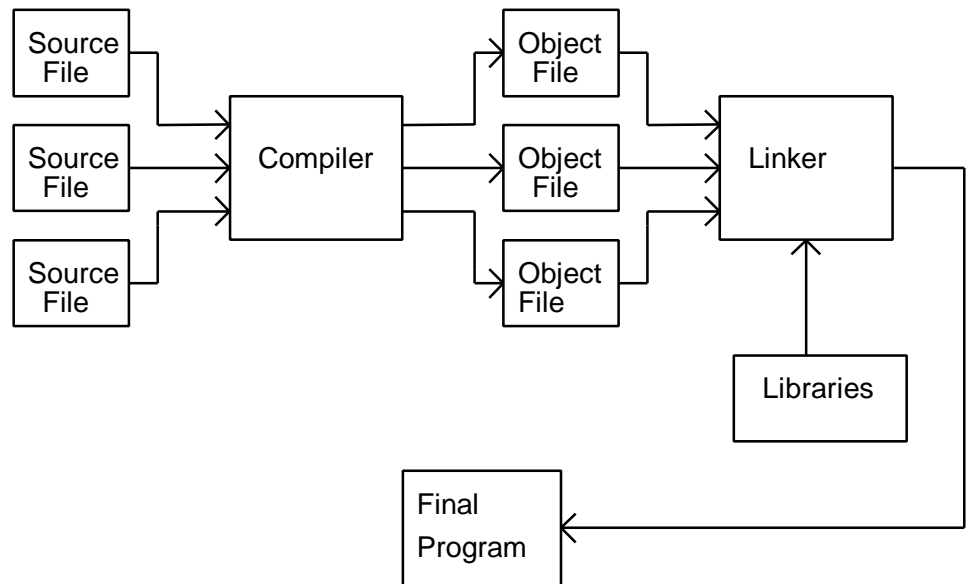 Source
File
Source
File
Source
File
Compiler
Object
File
Object
File
Object
File
Linker
Libraries
Final
Program